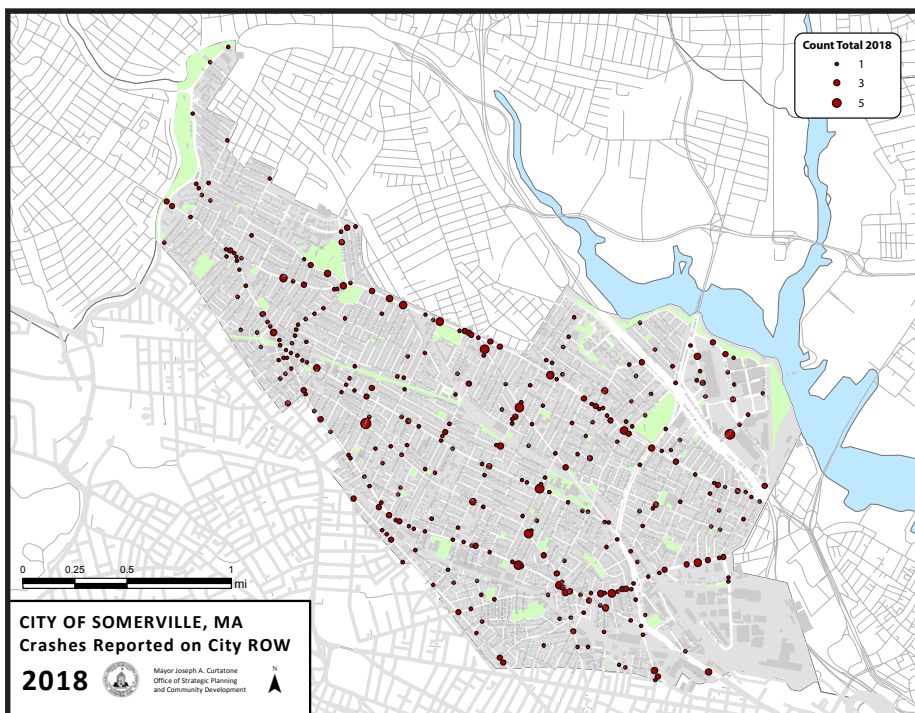 Count Total 2018
1
3
5
0 0.25 0.5 1
mi
CITY OF SOMERVILLE, MA
Crashes Reported on City ROW
2018
Mayor Joseph A. Curtatone
Office of Strategic Planning
and Community Development
N